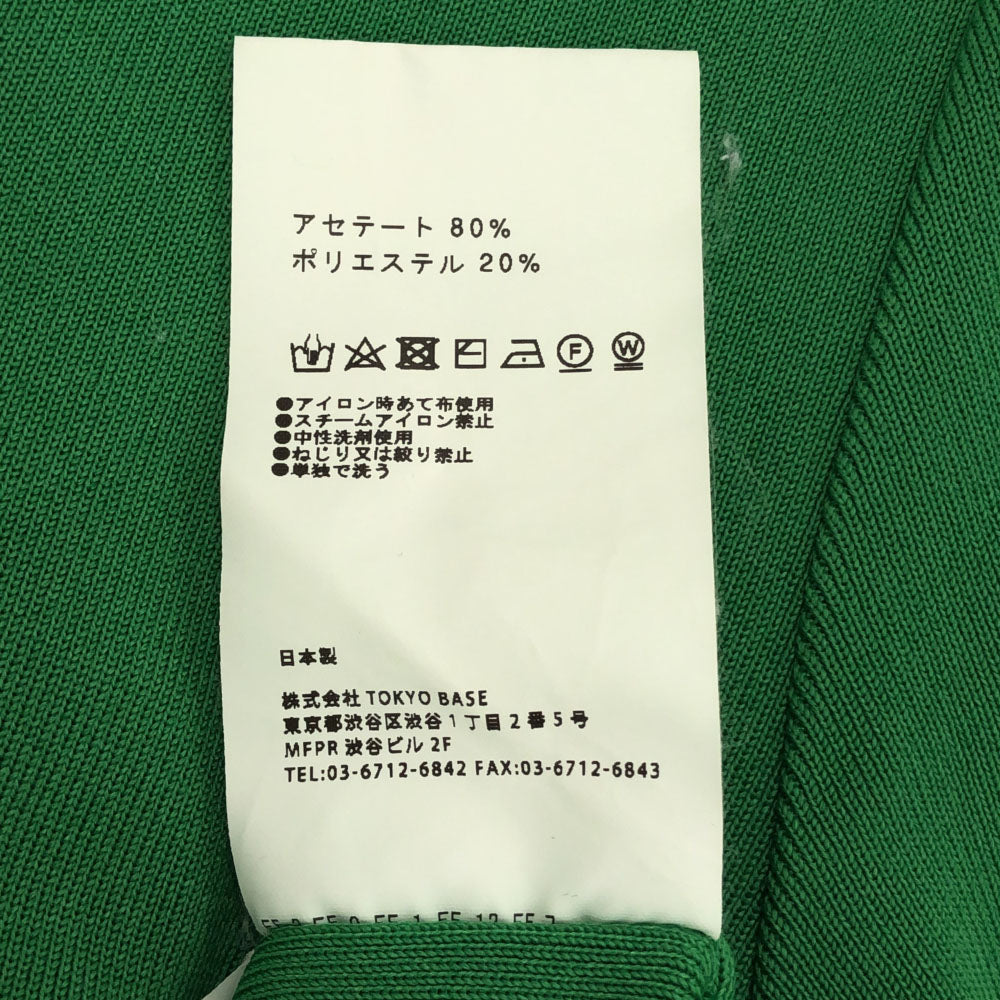 アセテート 80%
ポリエステル 20%
F W
●アイロン時あて布使用
●スチームアイロン禁止
●中性洗剤使用
●ねじり又は絞り禁止
●単独で洗う
日本製
株式会社 TOKYO BASE
東京都渋谷区渋谷1丁目2番5号
MFPR 渋谷ビル 2F
TEL:03-6712-6842 FAX:03-6712-6843